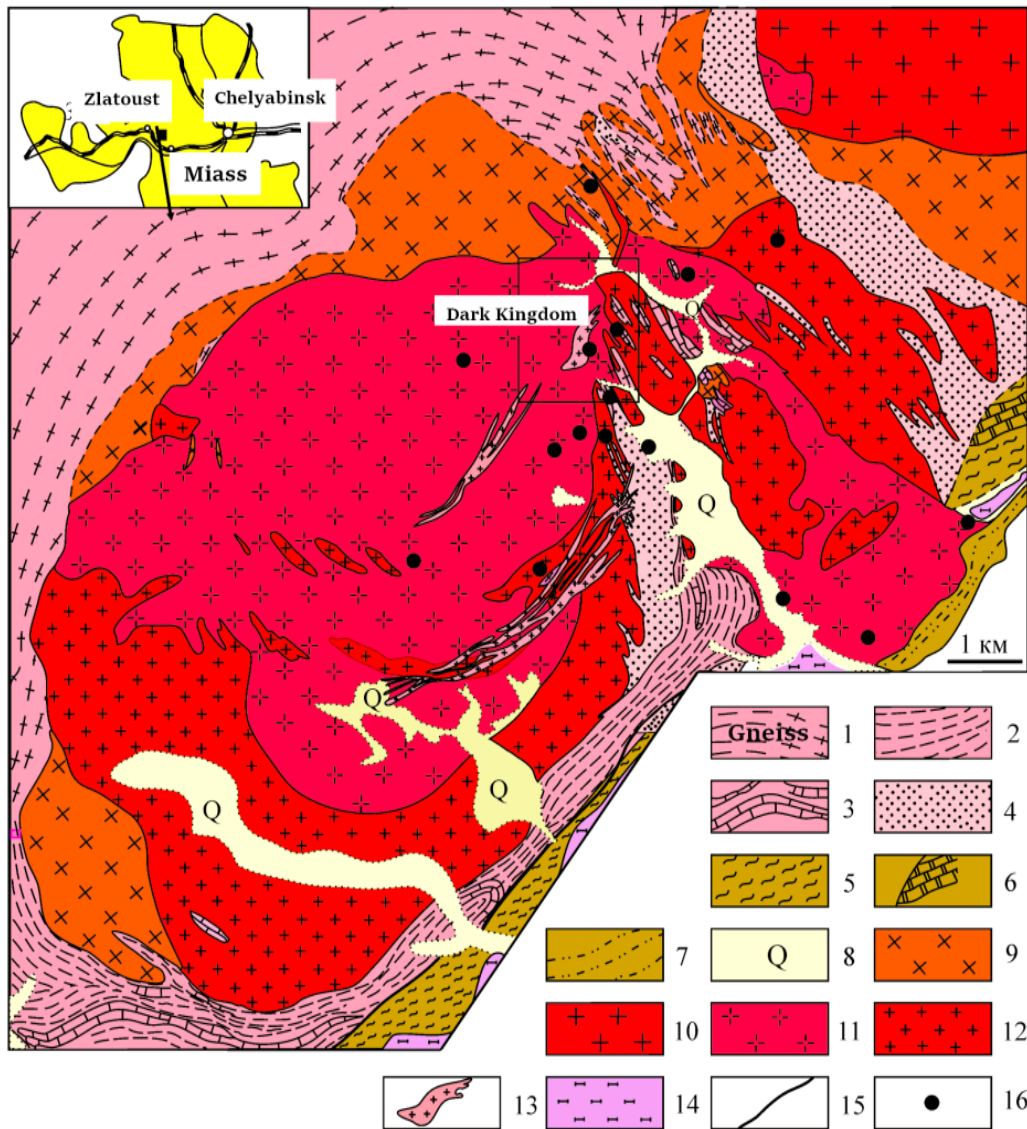 Zlatoust
Chelyabinsk
Miass
Dark Kingdom
Q
Q
Q
Q
Q
1 км
Gneiss 1
2
3
4
5
6
7
Q 8
9
10
11
12
13
14
15
16